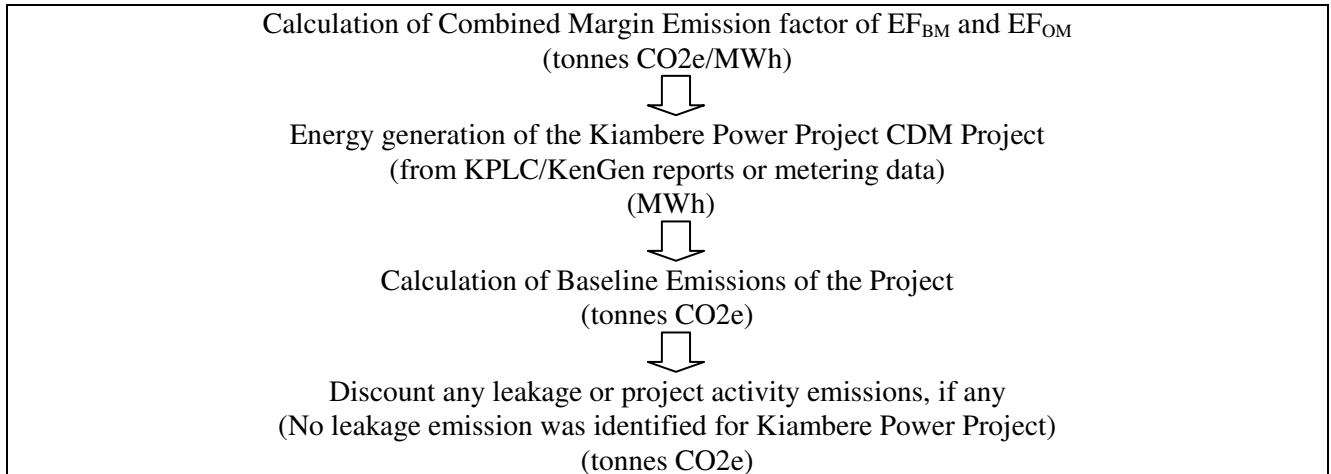 Calculation of Combined Margin Emission factor of EFBM and EFOM
(tonnes CO2e/MWh)
Energy generation of the Kiambere Power Project CDM Project
(from KPLC/KenGen reports or metering data)
(MWh)
Calculation of Baseline Emissions of the Project
(tonnes CO2e)
Discount any leakage or project activity emissions, if any
(No leakage emission was identified for Kiambere Power Project)
(tonnes CO2e)